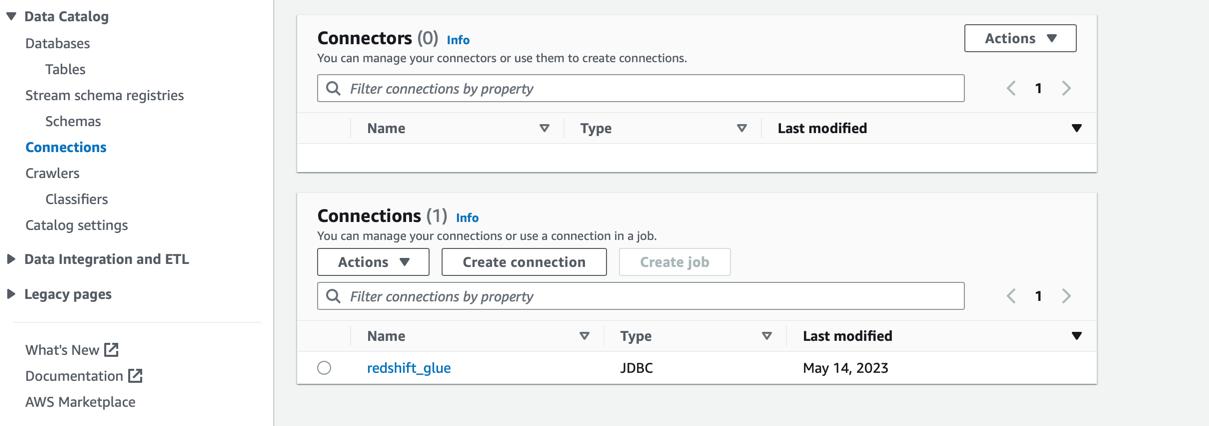 Data Catalog
Databases
Tables
Stream schema registries
Schemas
Connections
Crawlers
Classifiers
Catalog settings
Data Integration and ETL
Legacy pages
What's New
Documentation
AWS Marketplace
Connectors (0) Info
Actions
You can manage your connectors or use them to create connections.
Filter connections by property
1
Name Type Last modified
Connections (1) Info
You can manage your connections or use a connection in a job.
Actions Create connection Create job
Filter connections by property
1
Name Type Last modified
redshift_glue JDBC May 14, 2023